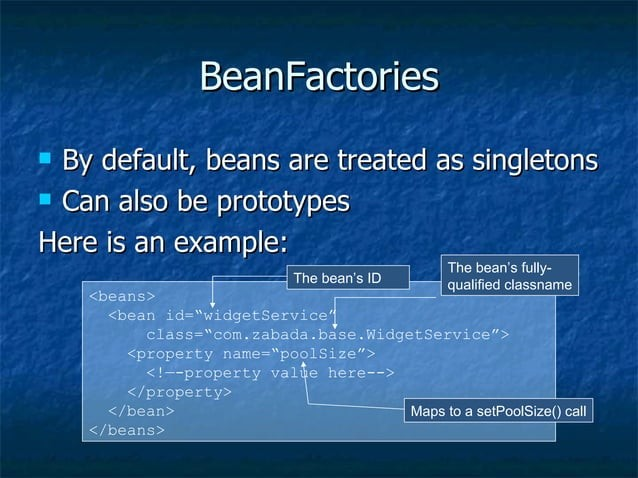 BeanFactories
By default, beans are treated as singletons
Can also be prototypes
Here is an example:
The bean’s ID
The bean’s fully-
qualified classname
<beans>
<bean id=“widgetService”
class=“com.zabada.base.WidgetService”>
<property name=“poolSize”>
<!—-property value here-->
</property>
</bean>
</beans>
Maps to a setPoolSize() call